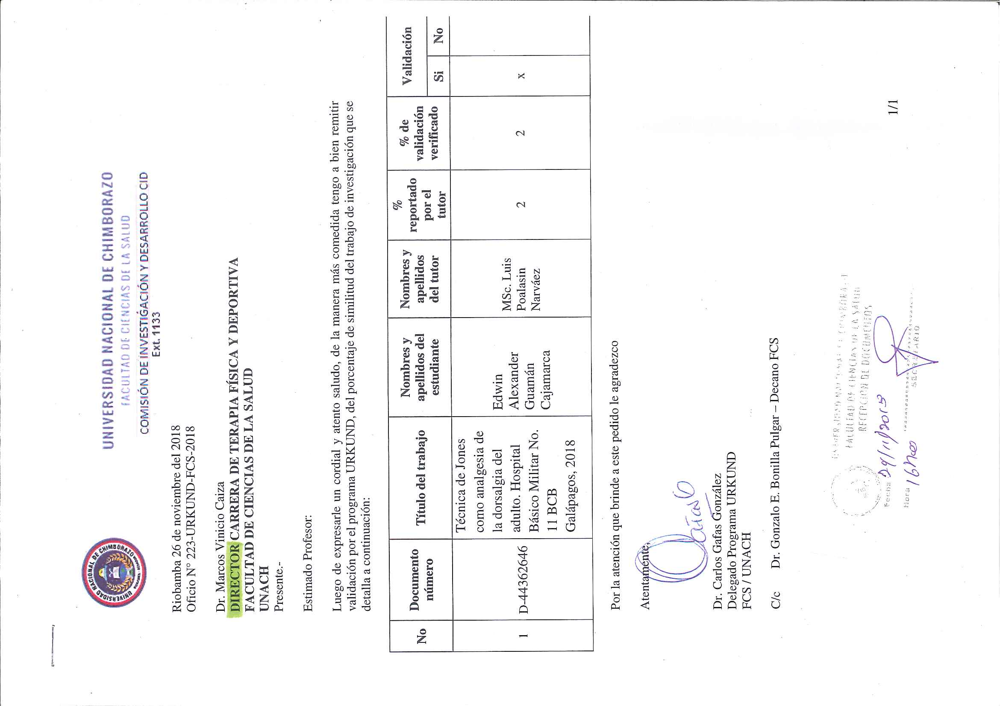 UNIVERSIDAD NACIONAL DE CHIMBORAZO
FACULTAD DE CIENCIAS DE LA SALUD
COMISIÓN DE INVESTIGACIÓN Y DESARROLLO CID
Ext. 1133
UNIVERSIDAD NACIONAL DE CHIMBORAZO
Riobamba 26 de noviembre del 2018
Oficio N° 223-URKUND-FCS-2018
Dr. Marcos Vinicio Caiza
DIRECTOR CARRERA DE TERAPIA FÍSICA Y DEPORTIVA
FACULTAD DE CIENCIAS DE LA SALUD
UNACH
Presente.-
Estimado Profesor:
Luego de expresarle un cordial y atento saludo, de la manera más comedida tengo a bien remitir
validación por el programa URKUND, del porcentaje de similitud del trabajo de investigación que se
detalla a continuación:
No
Documento
número
Título del trabajo
Nombres y
apellidos del
estudiante
Nombres y
apellidos
del tutor
%
reportado
por el
tutor
% de
validación
verificado
Validación
Si No
1
D-44362646
Técnica de Jones
como analgesia de
la dorsalgia del
adulto. Hospital
Básico Militar No.
11 BCB
Galápagos, 2018
Edwin
Alexander
Guamán
Cajamarca
MSc. Luis
Poalasin
Narváez
2
2
x
Por la atención que brinde a este pedido le agradezco
Atentamente,
Dr. Carlos Gafas González
Delegado Programa URKUND
FCS / UNACH
C/c Dr. Gonzalo E. Bonilla Pulgar – Decano FCS
FACULTAD DE CIENCIAS DE LA SALUD
RECEPCION DE DOCUMENTOS
Fecha
Hora 16h00
SECRETARIO
1/1